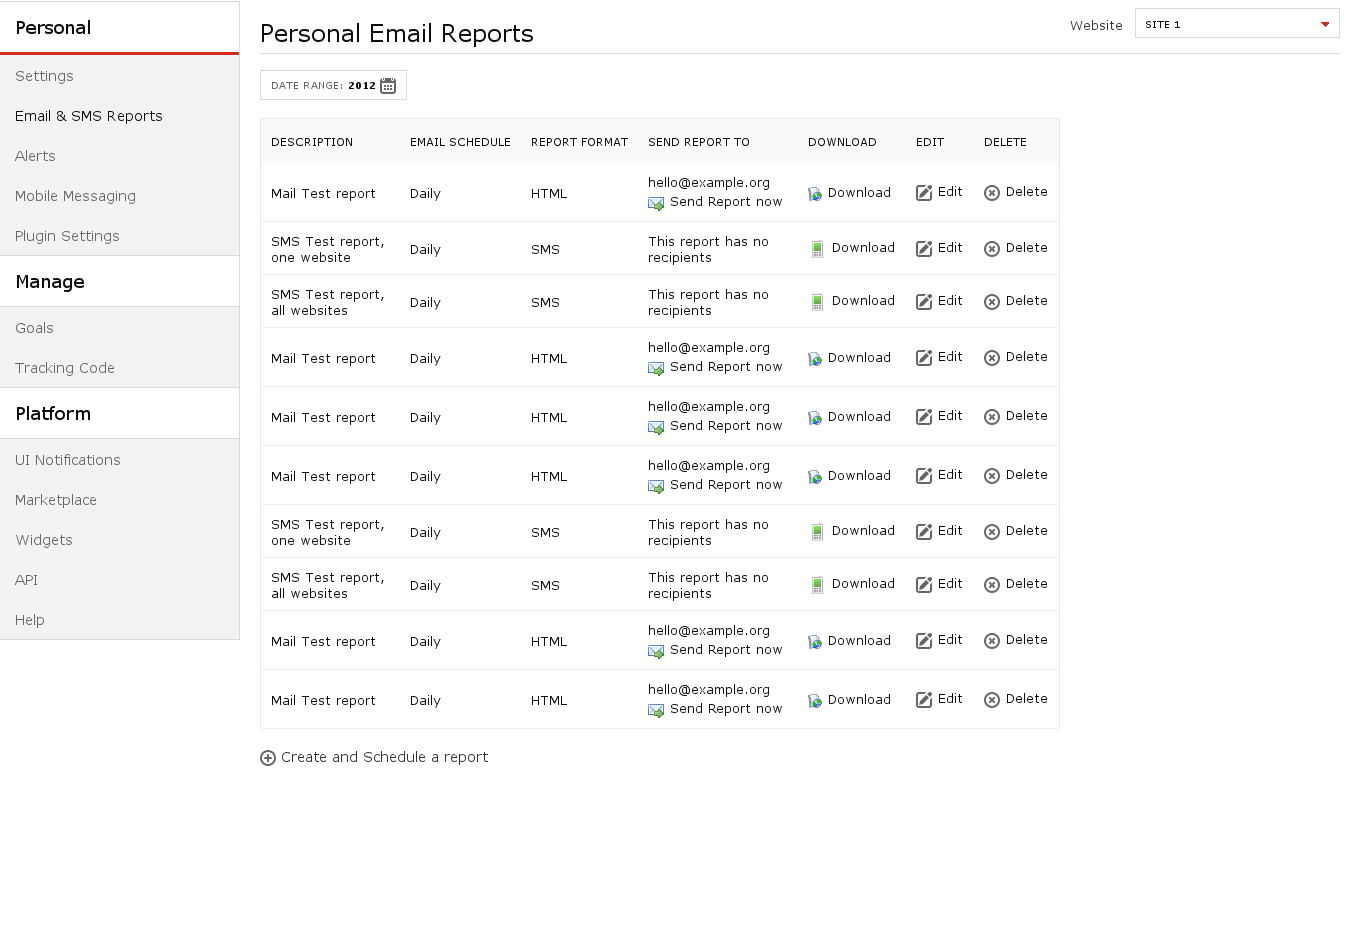 Personal
Settings
Email & SMS Reports
Alerts
Mobile Messaging
Plugin Settings
Manage
Goals
Tracking Code
Platform
UI Notifications
Marketplace
Widgets
API
Help
Personal Email Reports
Website SITE 1
DATE RANGE: 2012
DESCRIPTION EMAIL SCHEDULE REPORT FORMAT SEND REPORT TO DOWNLOAD EDIT DELETE
Mail Test report Daily HTML hello@example.org Download Edit Delete
Send Report now
SMS Test report, Daily SMS This report has no Download Edit Delete
one website recipients
SMS Test report, Daily SMS This report has no Download Edit Delete
all websites recipients
Mail Test report Daily HTML hello@example.org Download Edit Delete
Send Report now
Mail Test report Daily HTML hello@example.org Download Edit Delete
Send Report now
Mail Test report Daily HTML hello@example.org Download Edit Delete
Send Report now
SMS Test report, Daily SMS This report has no Download Edit Delete
one website recipients
SMS Test report, Daily SMS This report has no Download Edit Delete
all websites recipients
Mail Test report Daily HTML hello@example.org Download Edit Delete
Send Report now
Mail Test report Daily HTML hello@example.org Download Edit Delete
Send Report now
Create and Schedule a report